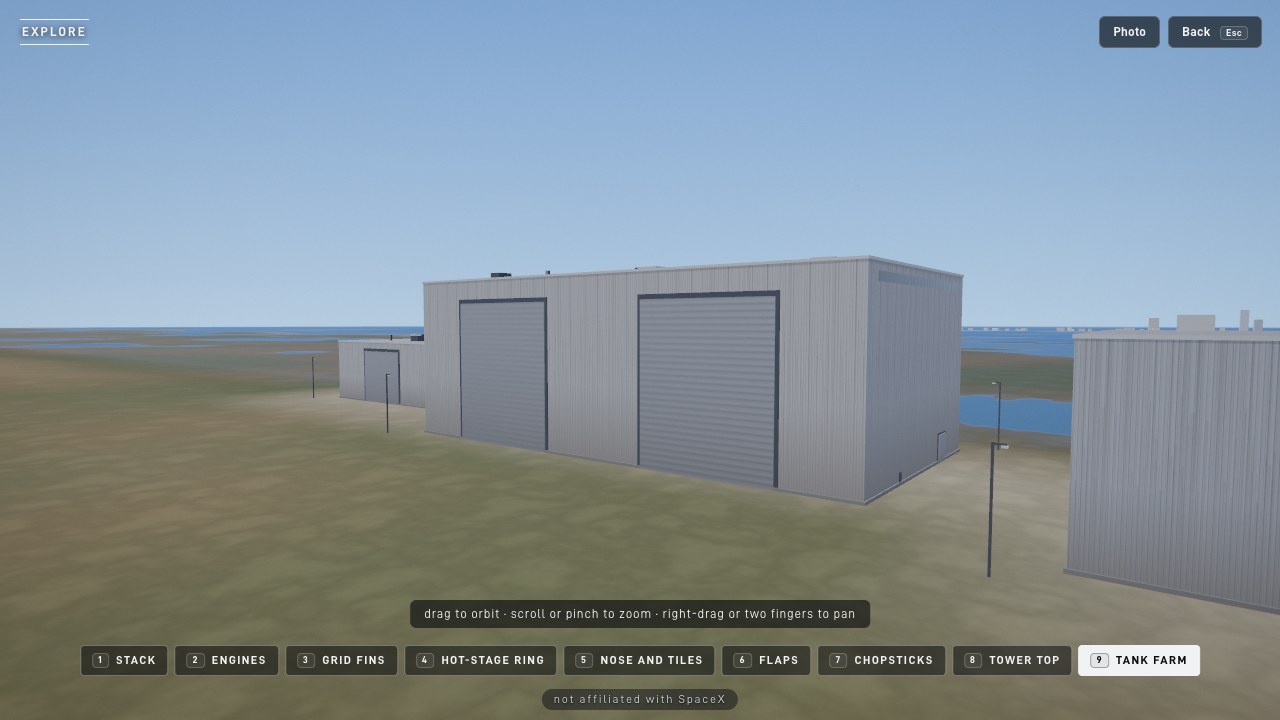 EXPLORE
Photo
Back Esc
drag to orbit · scroll or pinch to zoom · right-drag or two fingers to pan
1 STACK 2 ENGINES 3 GRID FINS 4 HOT-STAGE RING 5 NOSE AND TILES 6 FLAPS 7 CHOPSTICKS 8 TOWER TOP 9 TANK FARM
not affiliated with SpaceX